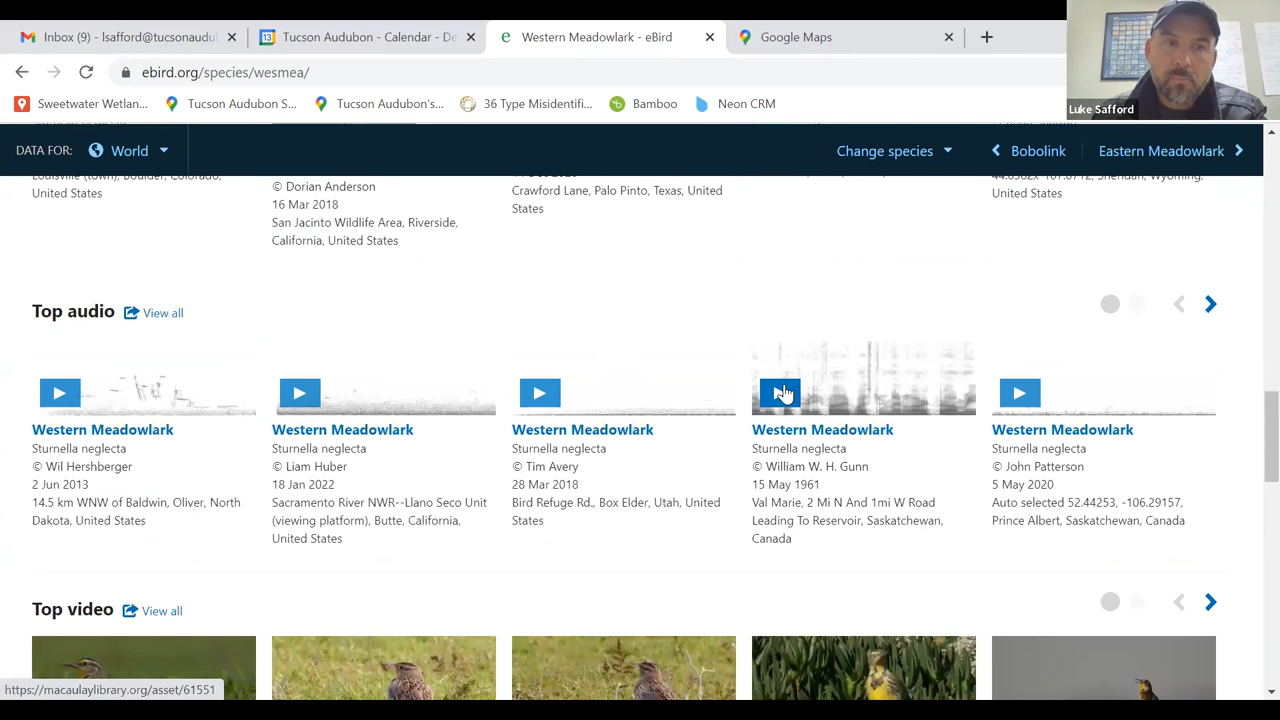 Inbox (9) - lsafford@tucsonaudu
Tucson Audubon - Calendar - De
Western Meadowlark - eBird
Google Maps
ebird.org/species/wesmea/
Sweetwater Wetlan...
Tucson Audubon S...
Tucson Audubon's...
36 Type Misidentifi...
Bamboo
Neon CRM
Luke Safford
DATA FOR:
World
Change species
Bobolink
Eastern Meadowlark
Louisville (town), Boulder, Colorado,
United States
© Dorian Anderson
16 Mar 2018
San Jacinto Wildlife Area, Riverside,
California, United States
Crawford Lane, Palo Pinto, Texas, United
States
United States
Top audio
View all
Western Meadowlark
Sturnella neglecta
© Wil Hershberger
2 Jun 2013
14.5 km WNW of Baldwin, Oliver, North
Dakota, United States
Western Meadowlark
Sturnella neglecta
© Liam Huber
18 Jan 2022
Sacramento River NWR--Llano Seco Unit
(viewing platform), Butte, California,
United States
Western Meadowlark
Sturnella neglecta
© Tim Avery
28 Mar 2018
Bird Refuge Rd., Box Elder, Utah, United
States
Western Meadowlark
Sturnella neglecta
© William W. H. Gunn
15 May 1961
Val Marie, 2 Mi N And 1mi W Road
Leading To Reservoir, Saskatchewan,
Canada
Western Meadowlark
Sturnella neglecta
© John Patterson
5 May 2020
Auto selected 52.44253, -106.29157,
Prince Albert, Saskatchewan, Canada
Top video
View all
https://macaulaylibrary.org/asset/61551